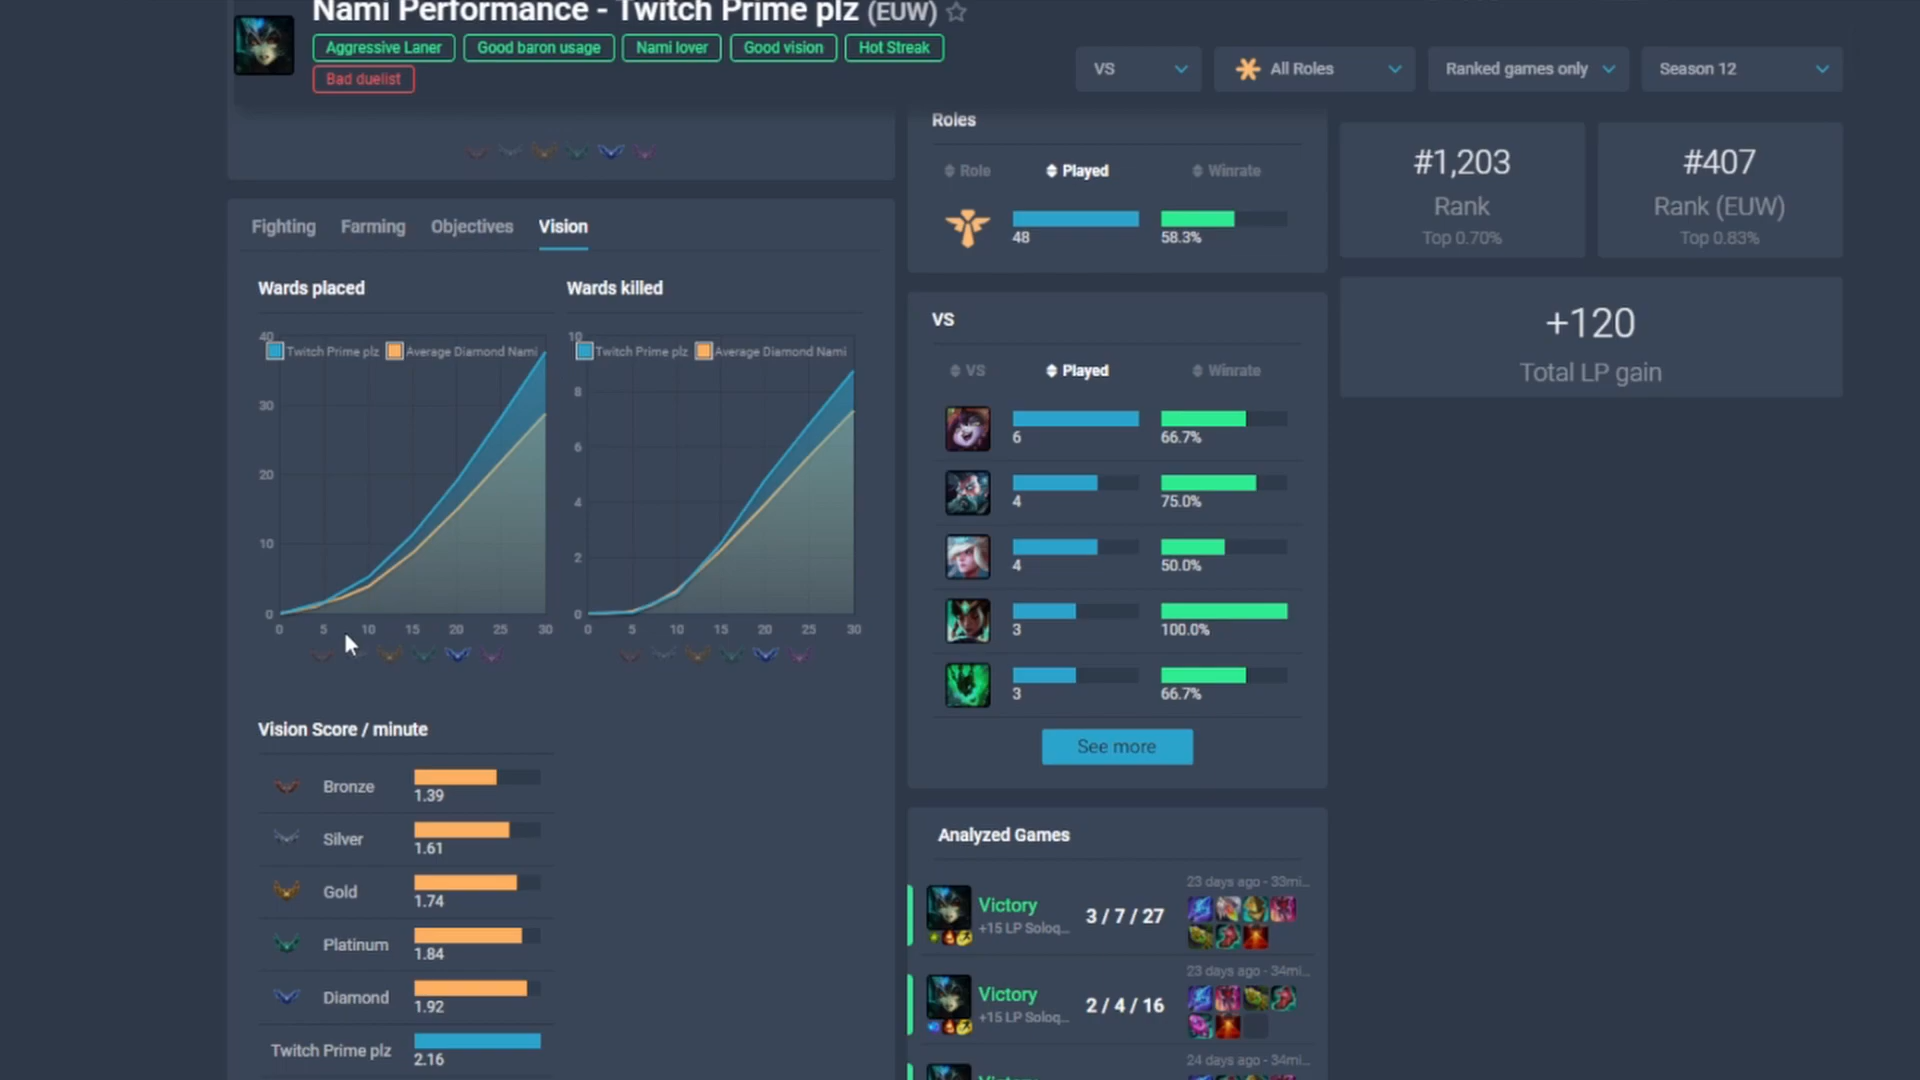 Nami Performance - Twitch Prime plz (EUW)
Aggressive Laner Good baron usage Nami lover Good vision Hot Streak
Bad duelist
VS All Roles Ranked games only Season 12
Fighting Farming Objectives Vision
Wards placed
40
Twitch Prime plz Average Diamond Nami
30
20
10
0
0 5 10 15 20 25 30
Wards killed
10
Twitch Prime plz Average Diamond Nami
8
6
4
2
0
0 5 10 15 20 25 30
Vision Score / minute
Bronze 1.39
Silver 1.61
Gold 1.74
Platinum 1.84
Diamond 1.92
Twitch Prime plz 2.16
Roles
Role Played Winrate
48 58.3%
VS
VS Played Winrate
6 66.7%
4 75.0%
4 50.0%
3 100.0%
3 66.7%
See more
Analyzed Games
23 days ago - 33mi...
Victory 3 / 7 / 27
+15 LP Soloq...
23 days ago - 34mi...
Victory 2 / 4 / 16
+15 LP Soloq...
24 days ago - 34mi...
Victory
#1,203
Rank
Top 0.70%
#407
Rank (EUW)
Top 0.83%
+120
Total LP gain